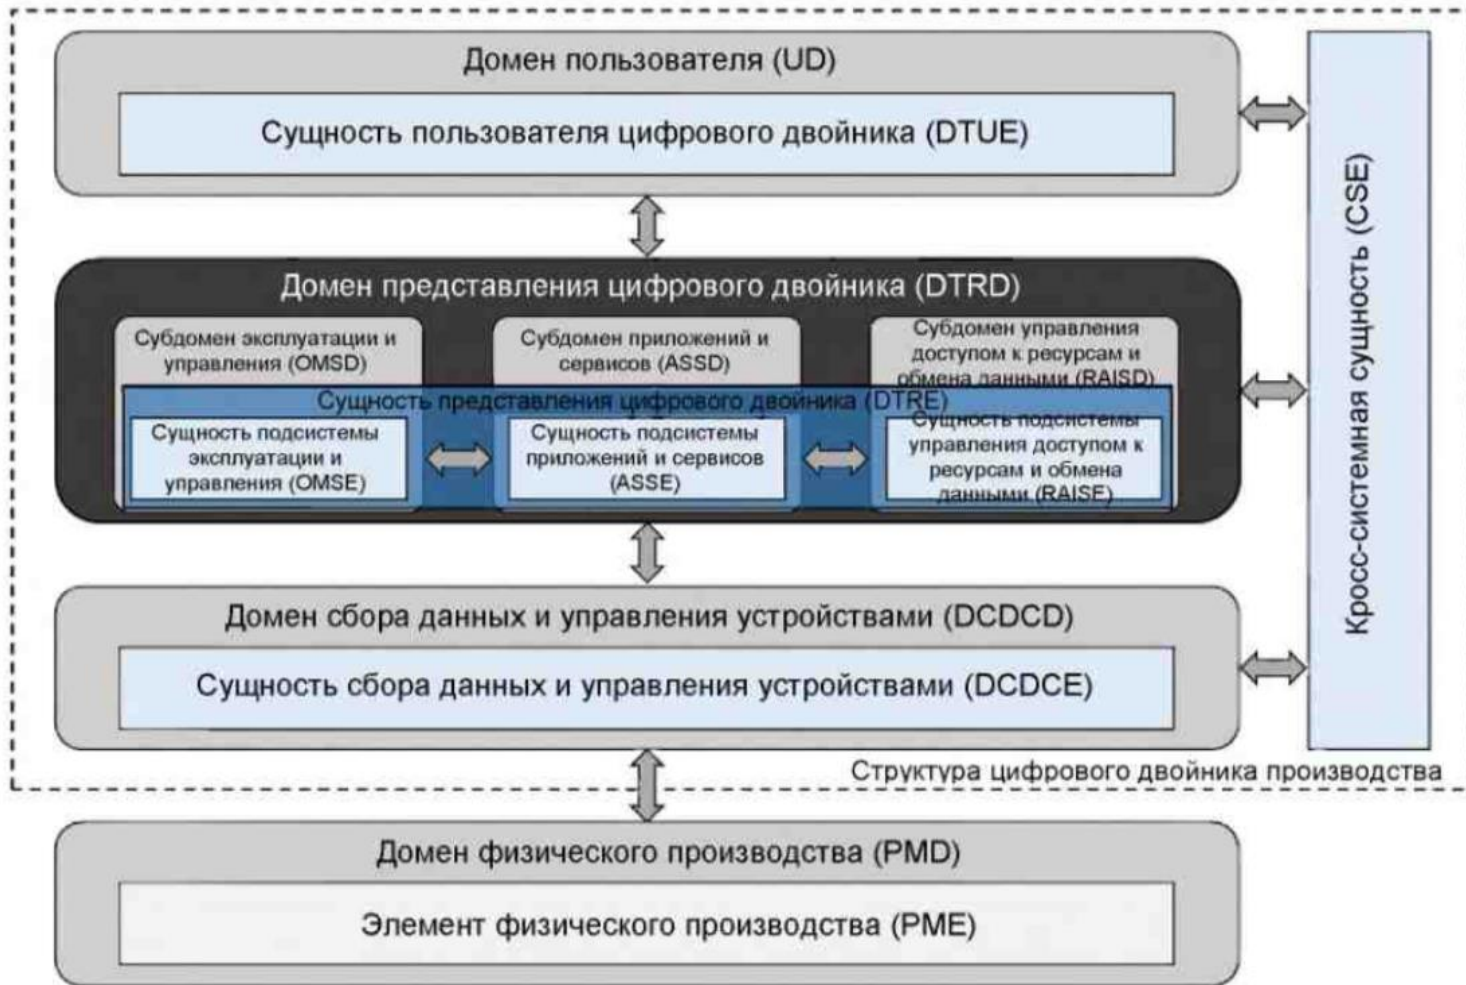 Домен пользователя (UD)
Сущность пользователя цифрового двойника (DTUE)
Домен представления цифрового двойника (DTRD)
Субдомен эксплуатации и
управления (OMSD)
Субдомен приложений и
сервисов (ASSD)
Субдомен управления
доступом к ресурсам и
обмена данными (RAISD)
Сущность представления цифрового двойника (DTRE)
Сущность подсистемы
эксплуатации и
управления (OMSE)
Сущность подсистемы
приложений и сервисов
(ASSE)
Сущность подсистемы
управления доступом к
ресурсам и обмена
данными (RAISE)
Домен сбора данных и управления устройствами (DCDCD)
Сущность сбора данных и управления устройствами (DCDCE)
Кросс-системная сущность (CSE)
Структура цифрового двойника производства
Домен физического производства (PMD)
Элемент физического производства (PME)